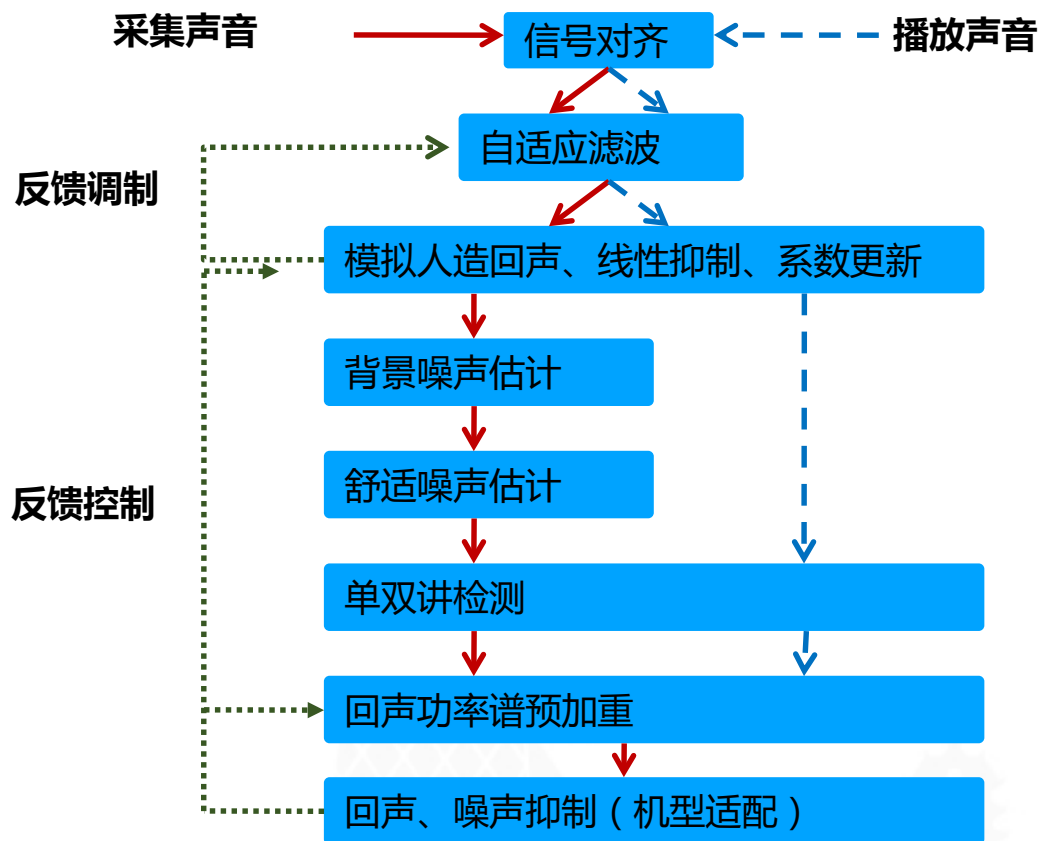 采集声音
信号对齐
播放声音
自适应滤波
反馈调制
模拟人造回声、线性抑制、系数更新
背景噪声估计
舒适噪声估计
反馈控制
单双讲检测
回声功率谱预加重
回声、噪声抑制（机型适配）